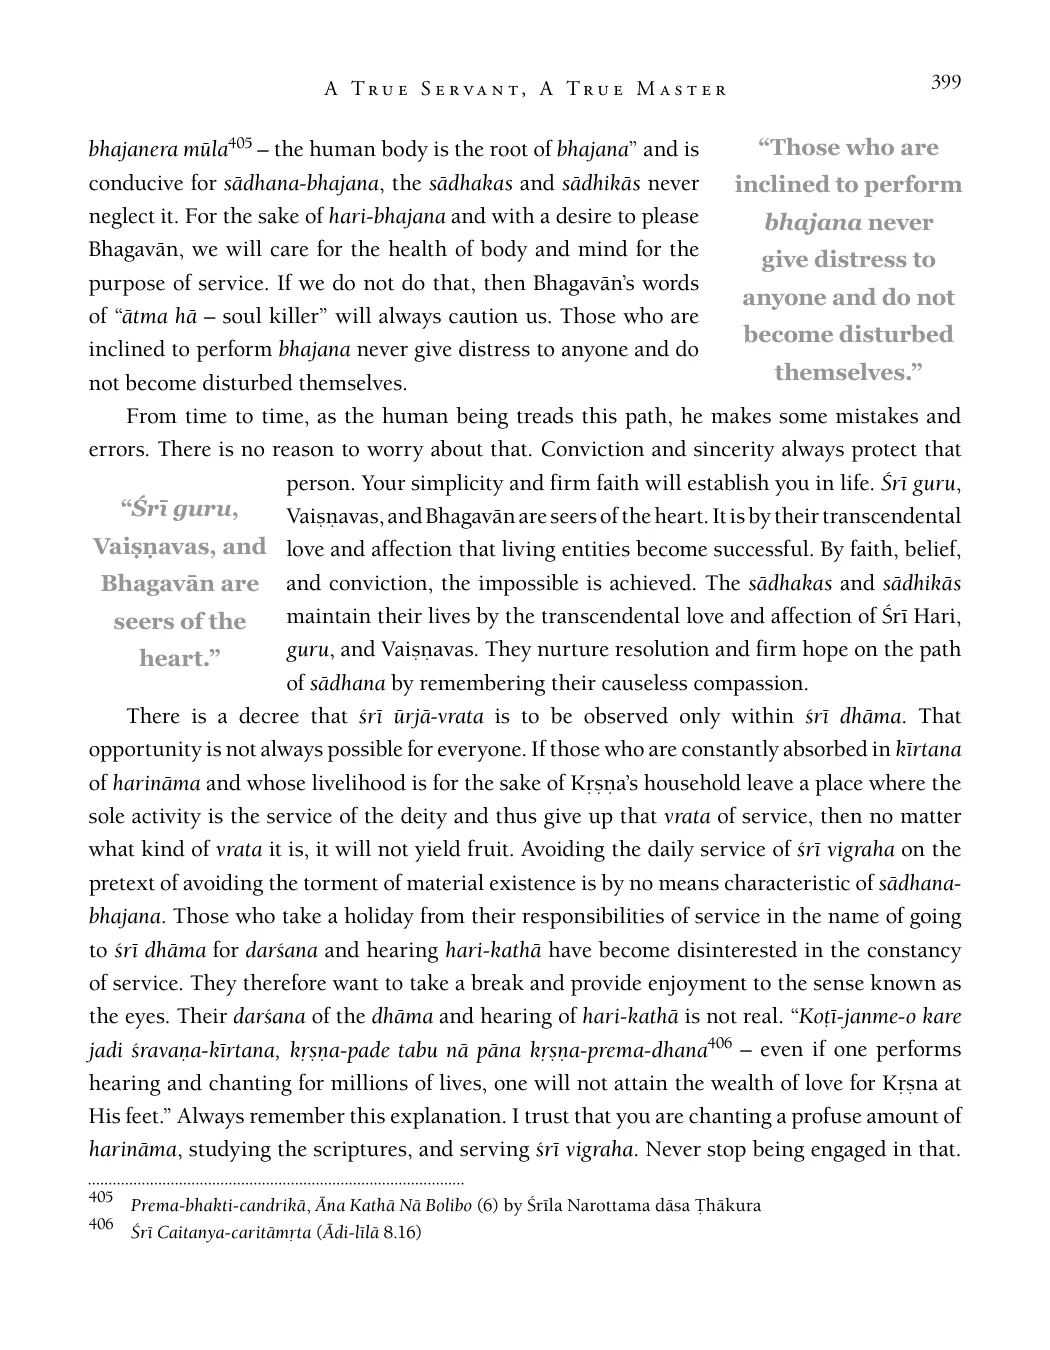 A True Servant, A True Master
399
bhajanera mūla405 – the human body is the root of bhajana” and is
conducive for sādhana-bhajana, the sādhakas and sādhikās never
neglect it. For the sake of hari-bhajana and with a desire to please
Bhagavān, we will care for the health of body and mind for the
purpose of service. If we do not do that, then Bhagavān’s words
of “ātma hā – soul killer” will always caution us. Those who are
inclined to perform bhajana never give distress to anyone and do
not become disturbed themselves.
“Those who are
inclined to perform
bhajana never
give distress to
anyone and do not
become disturbed
themselves.”
From time to time, as the human being treads this path, he makes some mistakes and
errors. There is no reason to worry about that. Conviction and sincerity always protect that
person. Your simplicity and firm faith will establish you in life. Śrī guru,
Vaiṣṇavas, and Bhagavān are seers of the heart. It is by their transcendental
love and affection that living entities become successful. By faith, belief,
and conviction, the impossible is achieved. The sādhakas and sādhikās
maintain their lives by the transcendental love and affection of Śrī Hari,
guru, and Vaiṣṇavas. They nurture resolution and firm hope on the path
of sādhana by remembering their causeless compassion.
“Śrī guru,
Vaiṣṇavas, and
Bhagavān are
seers of the
heart.”
There is a decree that śrī ūrjā-vrata is to be observed only within śrī dhāma. That
opportunity is not always possible for everyone. If those who are constantly absorbed in kīrtana
of harināma and whose livelihood is for the sake of Kṛṣṇa’s household leave a place where the
sole activity is the service of the deity and thus give up that vrata of service, then no matter
what kind of vrata it is, it will not yield fruit. Avoiding the daily service of śrī vigraha on the
pretext of avoiding the torment of material existence is by no means characteristic of sādhana-
bhajana. Those who take a holiday from their responsibilities of service in the name of going
to śrī dhāma for darśana and hearing hari-kathā have become disinterested in the constancy
of service. They therefore want to take a break and provide enjoyment to the sense known as
the eyes. Their darśana of the dhāma and hearing of hari-kathā is not real. “Koṭī-janme-o kare
jadi śravaṇa-kīrtana, kṛṣṇa-pade tabu nā pāna kṛṣṇa-prema-dhana406 – even if one performs
hearing and chanting for millions of lives, one will not attain the wealth of love for Kṛṣna at
His feet.” Always remember this explanation. I trust that you are chanting a profuse amount of
harināma, studying the scriptures, and serving śrī vigraha. Never stop being engaged in that.
405 Prema-bhakti-candrikā, Āna Kathā Nā Bolibo (6) by Śrīla Narottama dāsa Ṭhākura
406 Śrī Caitanya-caritāmṛta (Ādi-līlā 8.16)